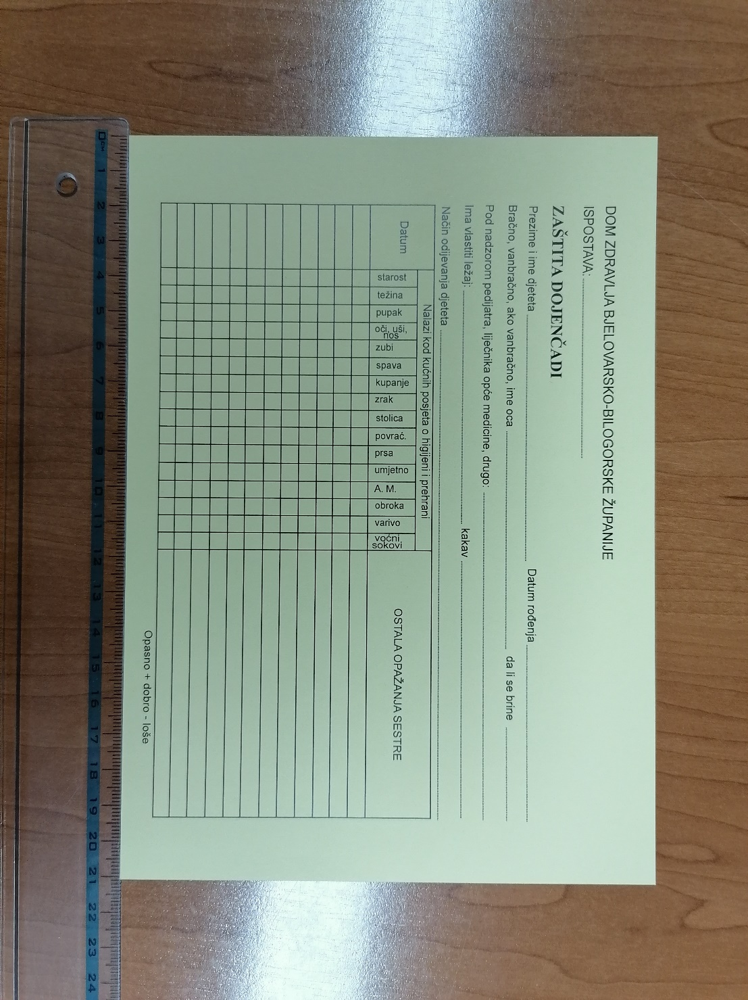 DOM ZDRAVLJA BJELOVARSKO-BILOGORSKE ŽUPANIJE
ISPOSTAVA:
ZAŠTITA DOJENČADI
Prezime i ime djeteta Datum rođenja
Bračno, vanbračno, ako vanbračno, ime oca da li se brine
Pod nadzorom pedijatra, liječnika opće medicine, drugo:
Ima vlastiti ležaj: kakav
Način odijevanja djeteta
Datum
Nalazi kod kućnih posjeta o higijeni i prehrani
OSTALA OPAŽANJA SESTRE
starost
težina
pupak
oči, uši,
nos
zubi
spava
kupanje
zrak
stolica
povrać.
prsa
umjetno
A. M.
obroka
varivo
voćni
sokovi
Opasno + dobro - loše
0 CM 1 2 3 4 5 6 7 8 9 10 11 12 13 14 15 16 17 18 19 20 21 22 23 24